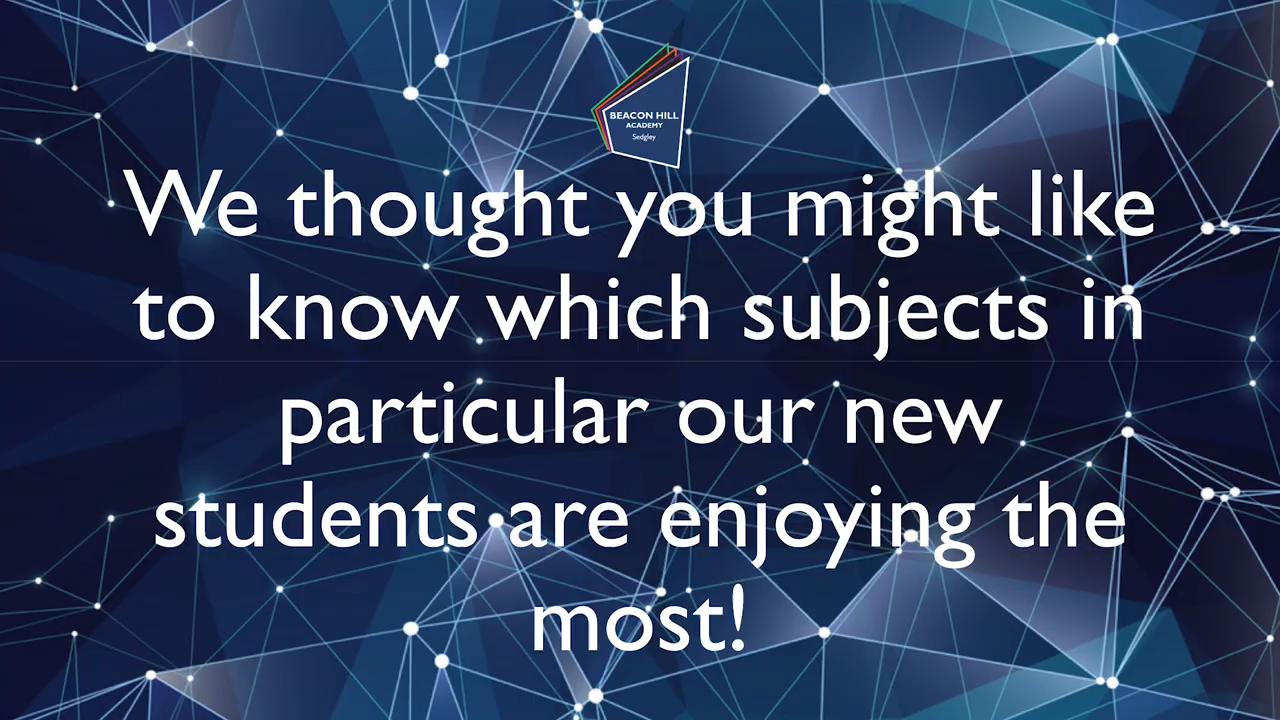 BEACON HILL
ACADEMY
Sedgley
We thought you might like
to know which subjects in
particular our new
students are enjoying the
most!